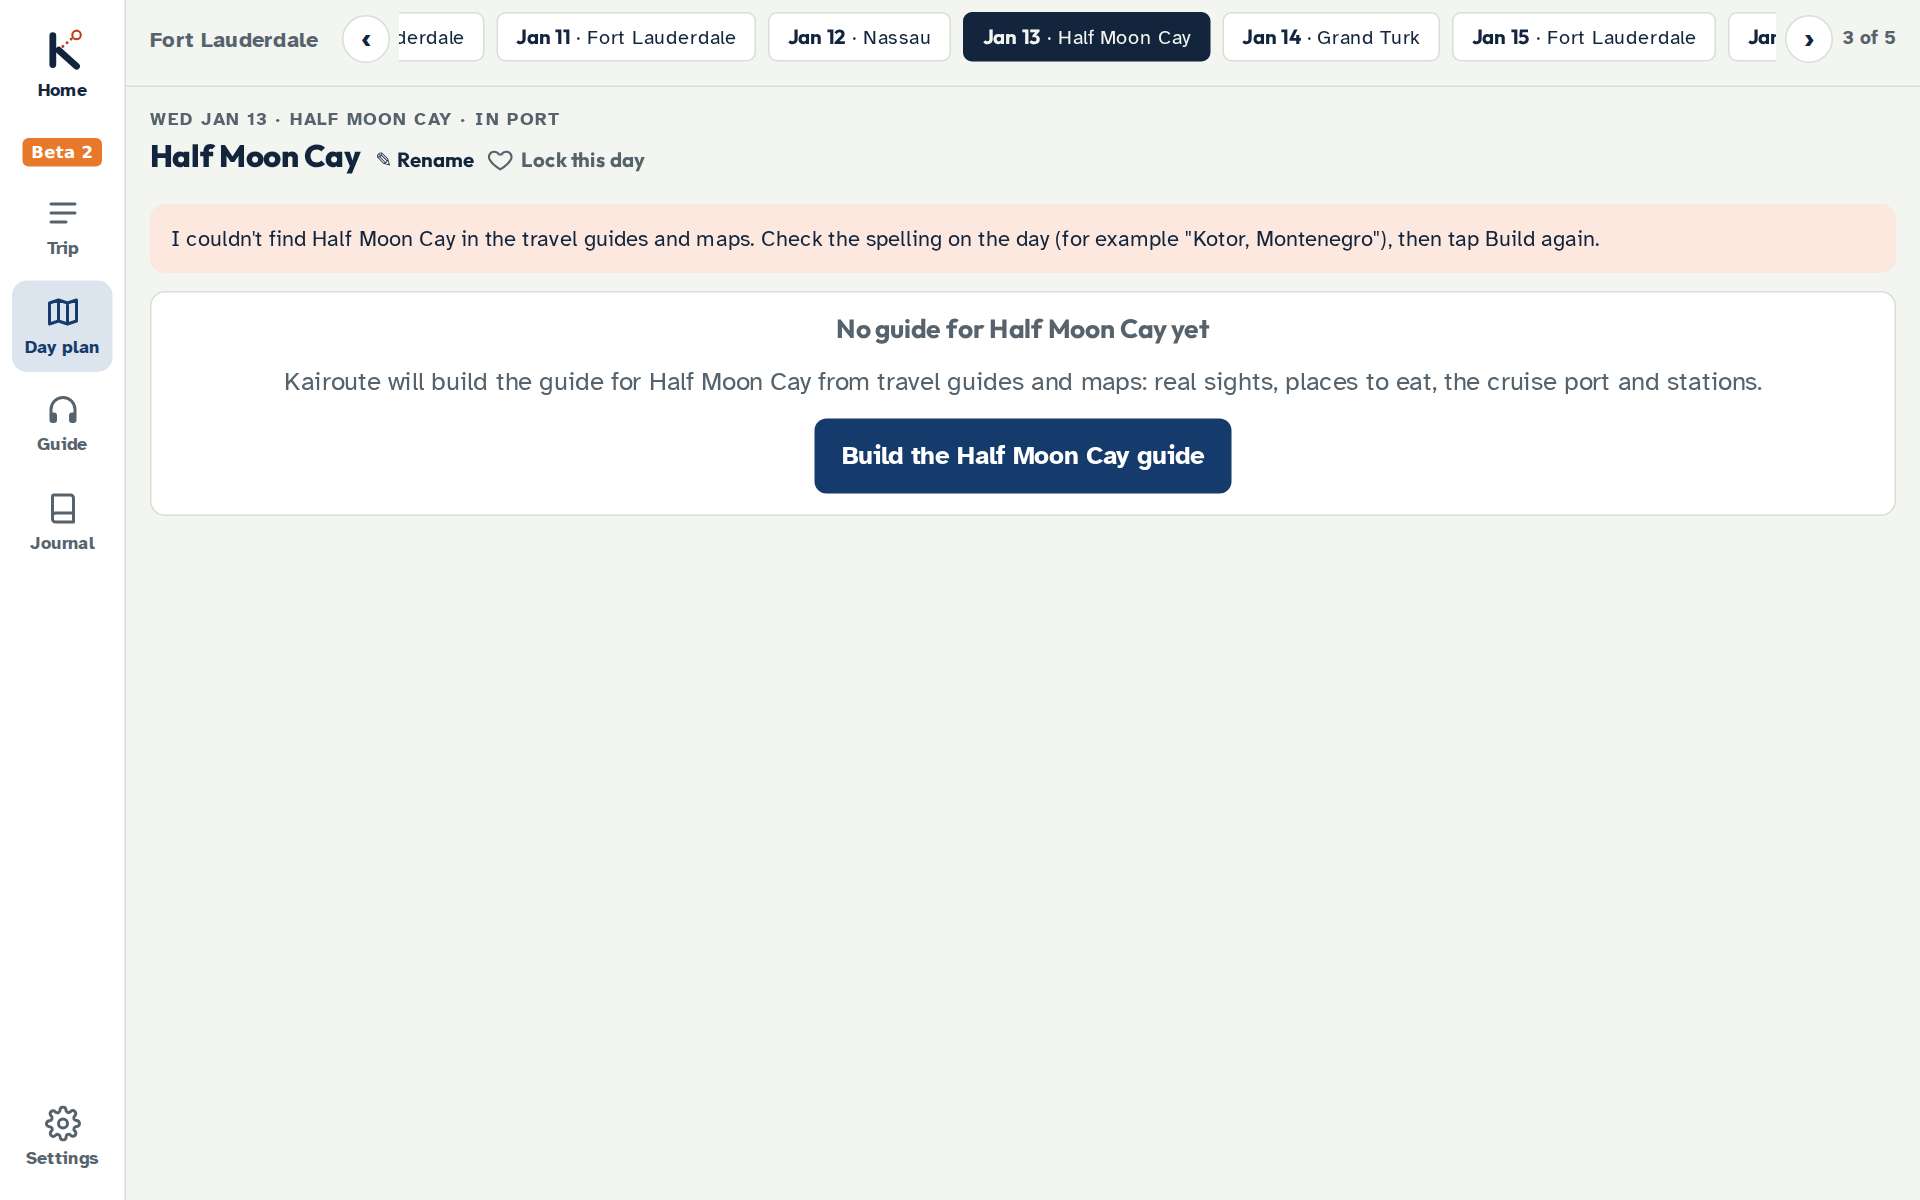 Home
Beta 2
Trip
Day plan
Guide
Journal
Settings
Fort Lauderdale
‹
derdale
Jan 11 · Fort Lauderdale
Jan 12 · Nassau
Jan 13 · Half Moon Cay
Jan 14 · Grand Turk
Jan 15 · Fort Lauderdale
Jan
›
3 of 5
WED JAN 13 · HALF MOON CAY · IN PORT
Half Moon Cay ✎ Rename Lock this day
I couldn't find Half Moon Cay in the travel guides and maps. Check the spelling on the day (for example "Kotor, Montenegro"), then tap Build again.
No guide for Half Moon Cay yet
Kairoute will build the guide for Half Moon Cay from travel guides and maps: real sights, places to eat, the cruise port and stations.
Build the Half Moon Cay guide